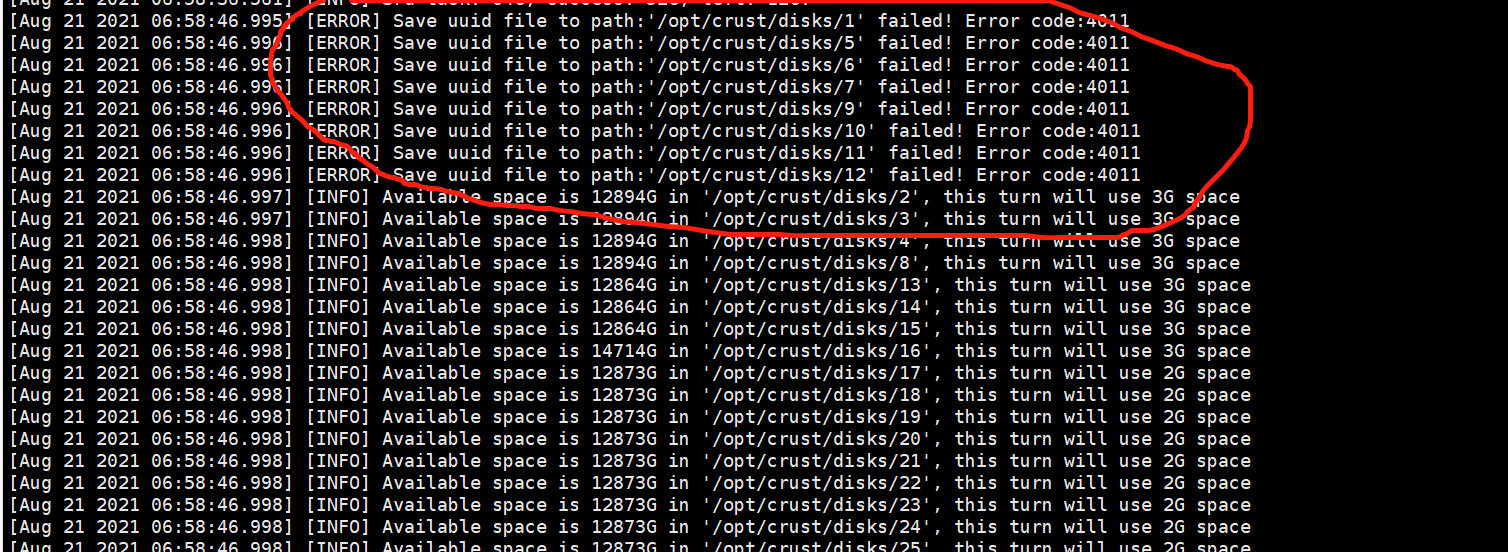 [Aug 21 2021 06:58:46.995] [ERROR] Save uuid file to path:'/opt/crust/disks/1' failed! Error code:4011
[Aug 21 2021 06:58:46.996] [ERROR] Save uuid file to path:'/opt/crust/disks/5' failed! Error code:4011
[Aug 21 2021 06:58:46.996] [ERROR] Save uuid file to path:'/opt/crust/disks/6' failed! Error code:4011
[Aug 21 2021 06:58:46.996] [ERROR] Save uuid file to path:'/opt/crust/disks/7' failed! Error code:4011
[Aug 21 2021 06:58:46.996] [ERROR] Save uuid file to path:'/opt/crust/disks/9' failed! Error code:4011
[Aug 21 2021 06:58:46.996] [ERROR] Save uuid file to path:'/opt/crust/disks/10' failed! Error code:4011
[Aug 21 2021 06:58:46.996] [ERROR] Save uuid file to path:'/opt/crust/disks/11' failed! Error code:4011
[Aug 21 2021 06:58:46.996] [ERROR] Save uuid file to path:'/opt/crust/disks/12' failed! Error code:4011
[Aug 21 2021 06:58:46.997] [INFO] Available space is 12894G in '/opt/crust/disks/2', this turn will use 3G space
[Aug 21 2021 06:58:46.997] [INFO] Available space is 12894G in '/opt/crust/disks/3', this turn will use 3G space
[Aug 21 2021 06:58:46.998] [INFO] Available space is 12894G in '/opt/crust/disks/4', this turn will use 3G space
[Aug 21 2021 06:58:46.998] [INFO] Available space is 12894G in '/opt/crust/disks/8', this turn will use 3G space
[Aug 21 2021 06:58:46.998] [INFO] Available space is 12864G in '/opt/crust/disks/13', this turn will use 3G space
[Aug 21 2021 06:58:46.998] [INFO] Available space is 12864G in '/opt/crust/disks/14', this turn will use 3G space
[Aug 21 2021 06:58:46.998] [INFO] Available space is 12864G in '/opt/crust/disks/15', this turn will use 3G space
[Aug 21 2021 06:58:46.998] [INFO] Available space is 14714G in '/opt/crust/disks/16', this turn will use 3G space
[Aug 21 2021 06:58:46.998] [INFO] Available space is 12873G in '/opt/crust/disks/17', this turn will use 2G space
[Aug 21 2021 06:58:46.998] [INFO] Available space is 12873G in '/opt/crust/disks/18', this turn will use 2G space
[Aug 21 2021 06:58:46.998] [INFO] Available space is 12873G in '/opt/crust/disks/19', this turn will use 2G space
[Aug 21 2021 06:58:46.998] [INFO] Available space is 12873G in '/opt/crust/disks/20', this turn will use 2G space
[Aug 21 2021 06:58:46.998] [INFO] Available space is 12873G in '/opt/crust/disks/21', this turn will use 2G space
[Aug 21 2021 06:58:46.998] [INFO] Available space is 12873G in '/opt/crust/disks/22', this turn will use 2G space
[Aug 21 2021 06:58:46.998] [INFO] Available space is 12873G in '/opt/crust/disks/23', this turn will use 2G space
[Aug 21 2021 06:58:46.998] [INFO] Available space is 12873G in '/opt/crust/disks/24', this turn will use 2G space
[Aug 21 2021 06:58:46.998] [INFO] Available space is 12873G in '/opt/crust/disks/25', this turn will use 2G space